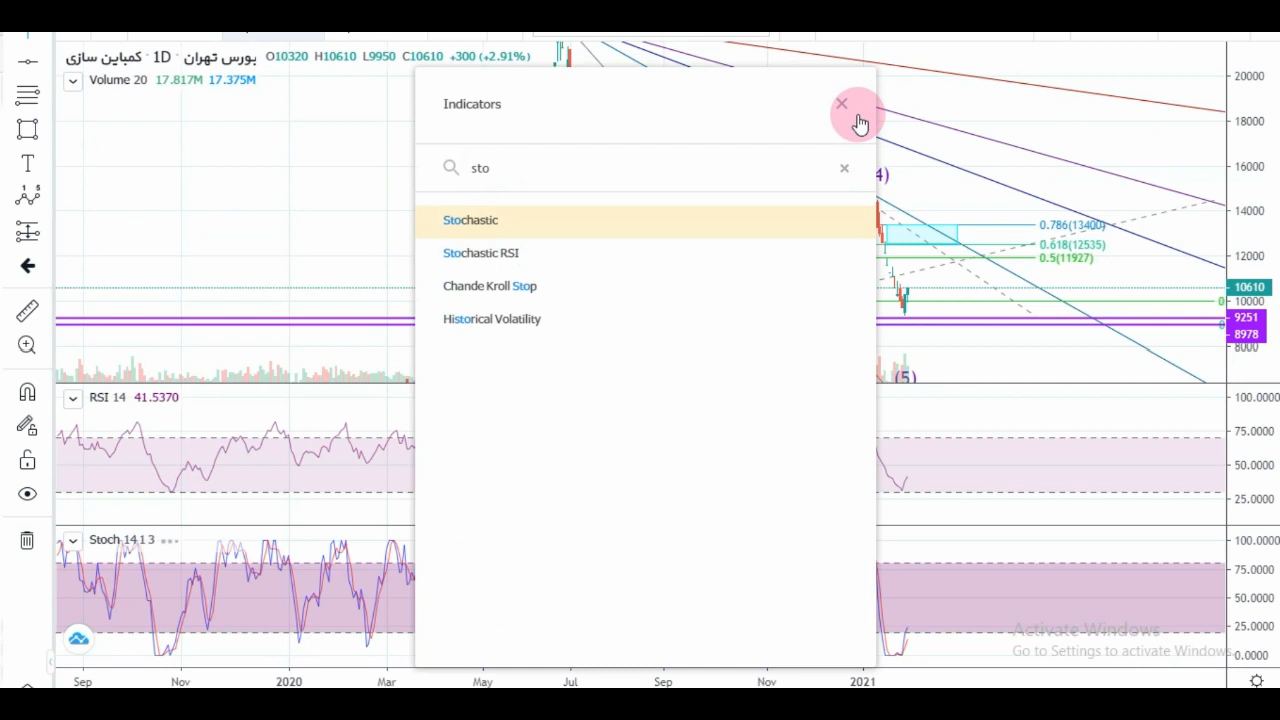 کمباین سازی · 1D · بورس تهران O10320 H10610 L9950 C10610 +300 (+2.91%)
Volume 20 17.817M 17.375M
Indicators
sto
Stochastic
Stochastic RSI
Chande Kroll Stop
Historical Volatility
4)
0.786(13400)
0.618(12535)
0.5(11927)
(5)
20000
18000
16000
14000
12000
10610
10000
9251
8978
8000
RSI 14 41.5370
100.0000
75.0000
50.0000
25.0000
Stoch 14 1 3
100.0000
75.0000
50.0000
25.0000
0.0000
Activate Windows
Go to Settings to activate Windows.
Sep Nov 2020 Mar May Jul Sep Nov 2021